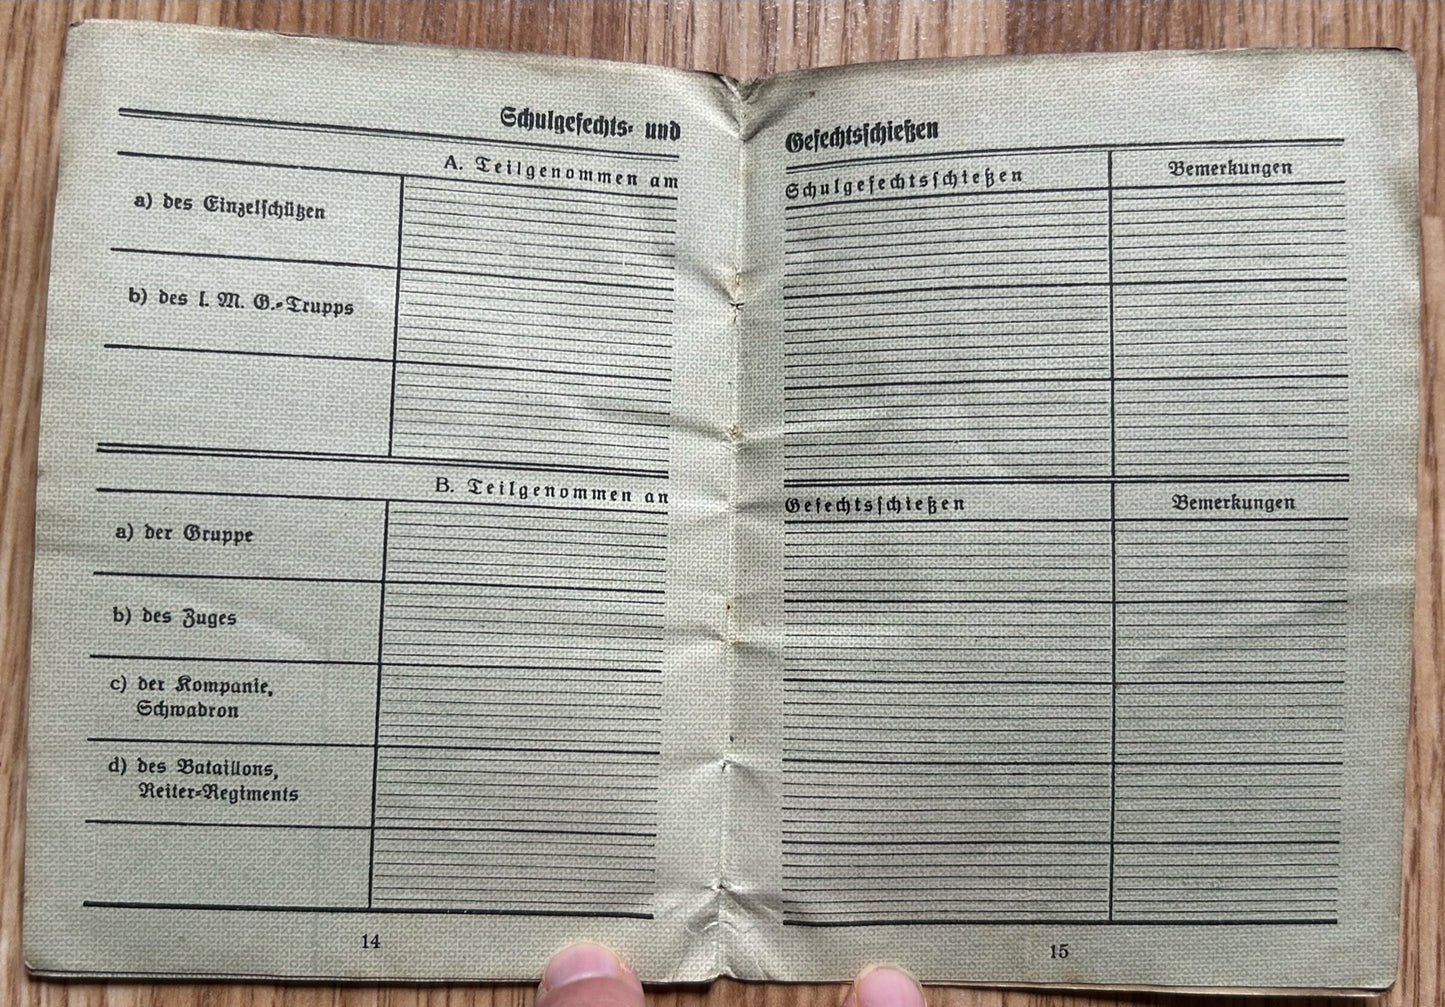 Schulgefechts- und
A. Teilgenommen am
a) des Einzelschützen
b) des l. M. G.-Trupps
B. Teilgenommen an
a) der Gruppe
b) des Zuges
c) der Kompanie,
Schwadron
d) des Bataillons,
Reiter-Regiments
14
Gefechtsschießen
Schulgefechtsschießen
Bemerkungen
Gefechtsschießen
Bemerkungen
15